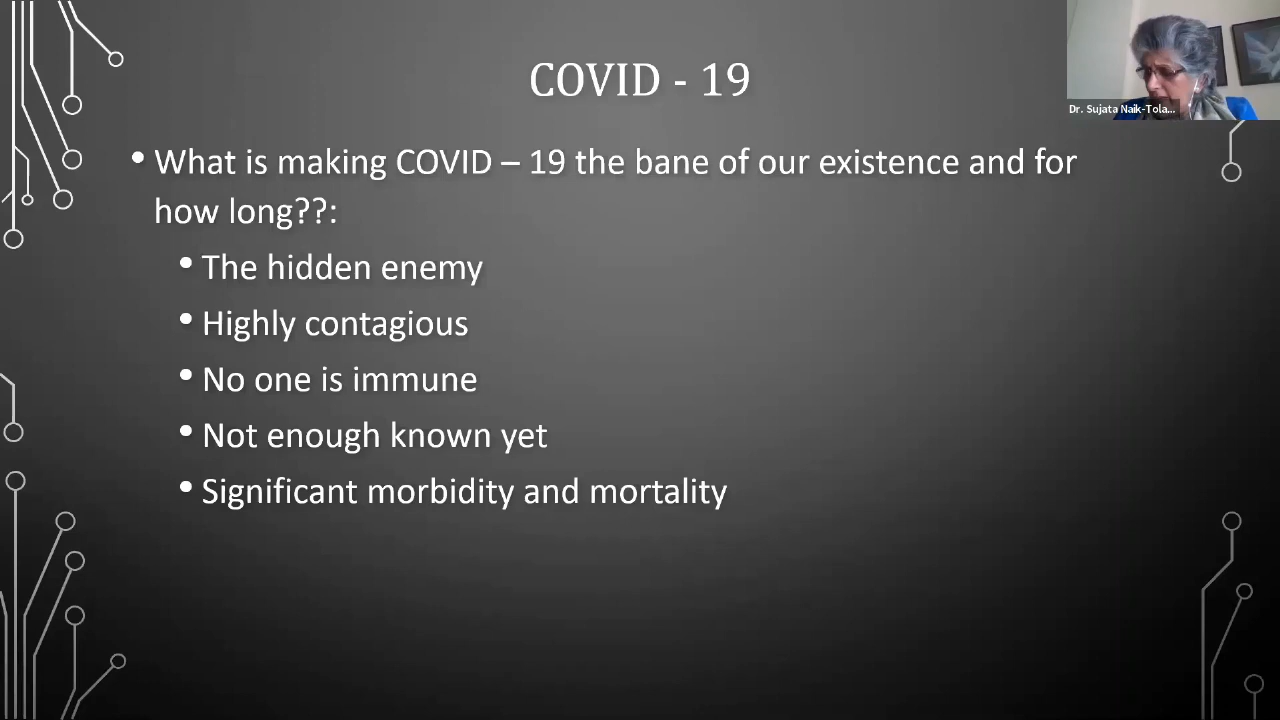 COVID - 19
Dr. Sujata Naik-Tola...
• What is making COVID – 19 the bane of our existence and for
how long??:
• The hidden enemy
• Highly contagious
• No one is immune
• Not enough known yet
• Significant morbidity and mortality